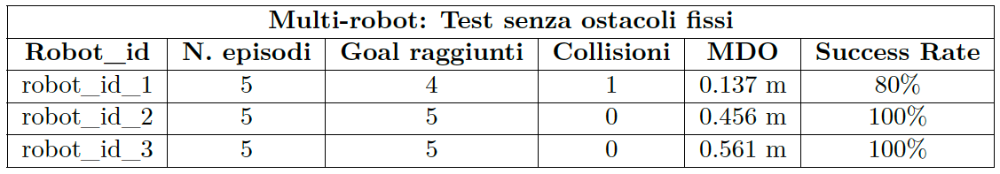 Multi-robot: Test senza ostacoli fissi
Robot_id N. episodi Goal raggiunti Collisioni MDO Success Rate
robot_id_1 5 4 1 0.137 m 80%
robot_id_2 5 5 0 0.456 m 100%
robot_id_3 5 5 0 0.561 m 100%